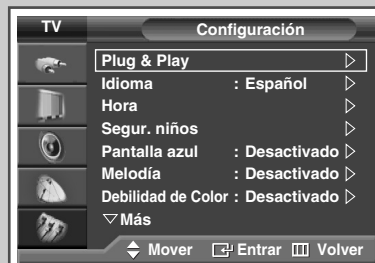 TV Configuración
Plug & Play
Idioma : Español
Hora
Segur. niños
Pantalla azul : Desactivado
Melodía : Desactivado
Debilidad de Color : Desactivado
Más
Mover Entrar Volver